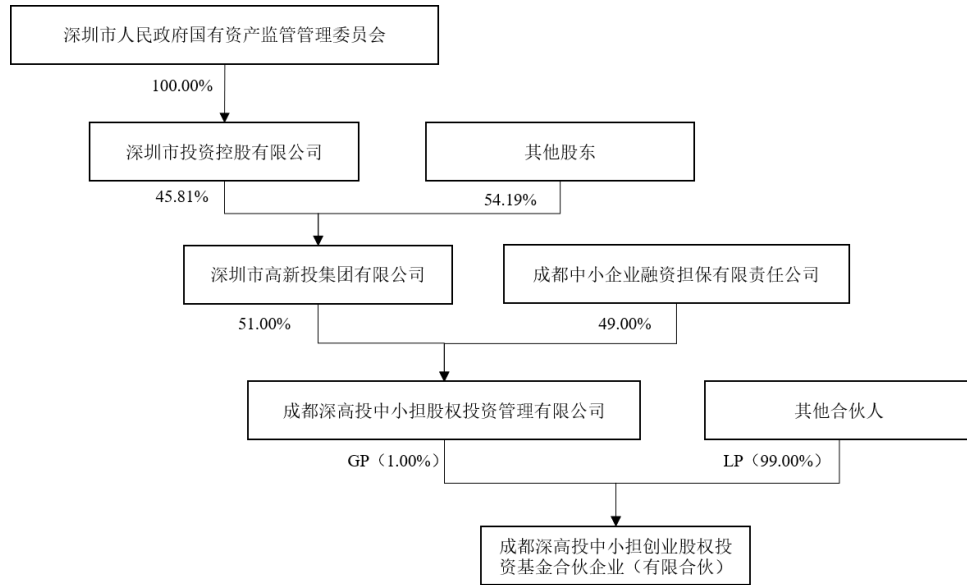 深圳市人民政府国有资产监管管理委员会
100.00%
深圳市投资控股有限公司
其他股东
45.81%
54.19%
深圳市高新投集团有限公司
成都中小企业融资担保有限责任公司
51.00%
49.00%
成都深高投中小担股权投资管理有限公司
其他合伙人
GP（1.00%）
LP（99.00%）
成都深高投中小担创业股权投
资基金合伙企业（有限合伙）